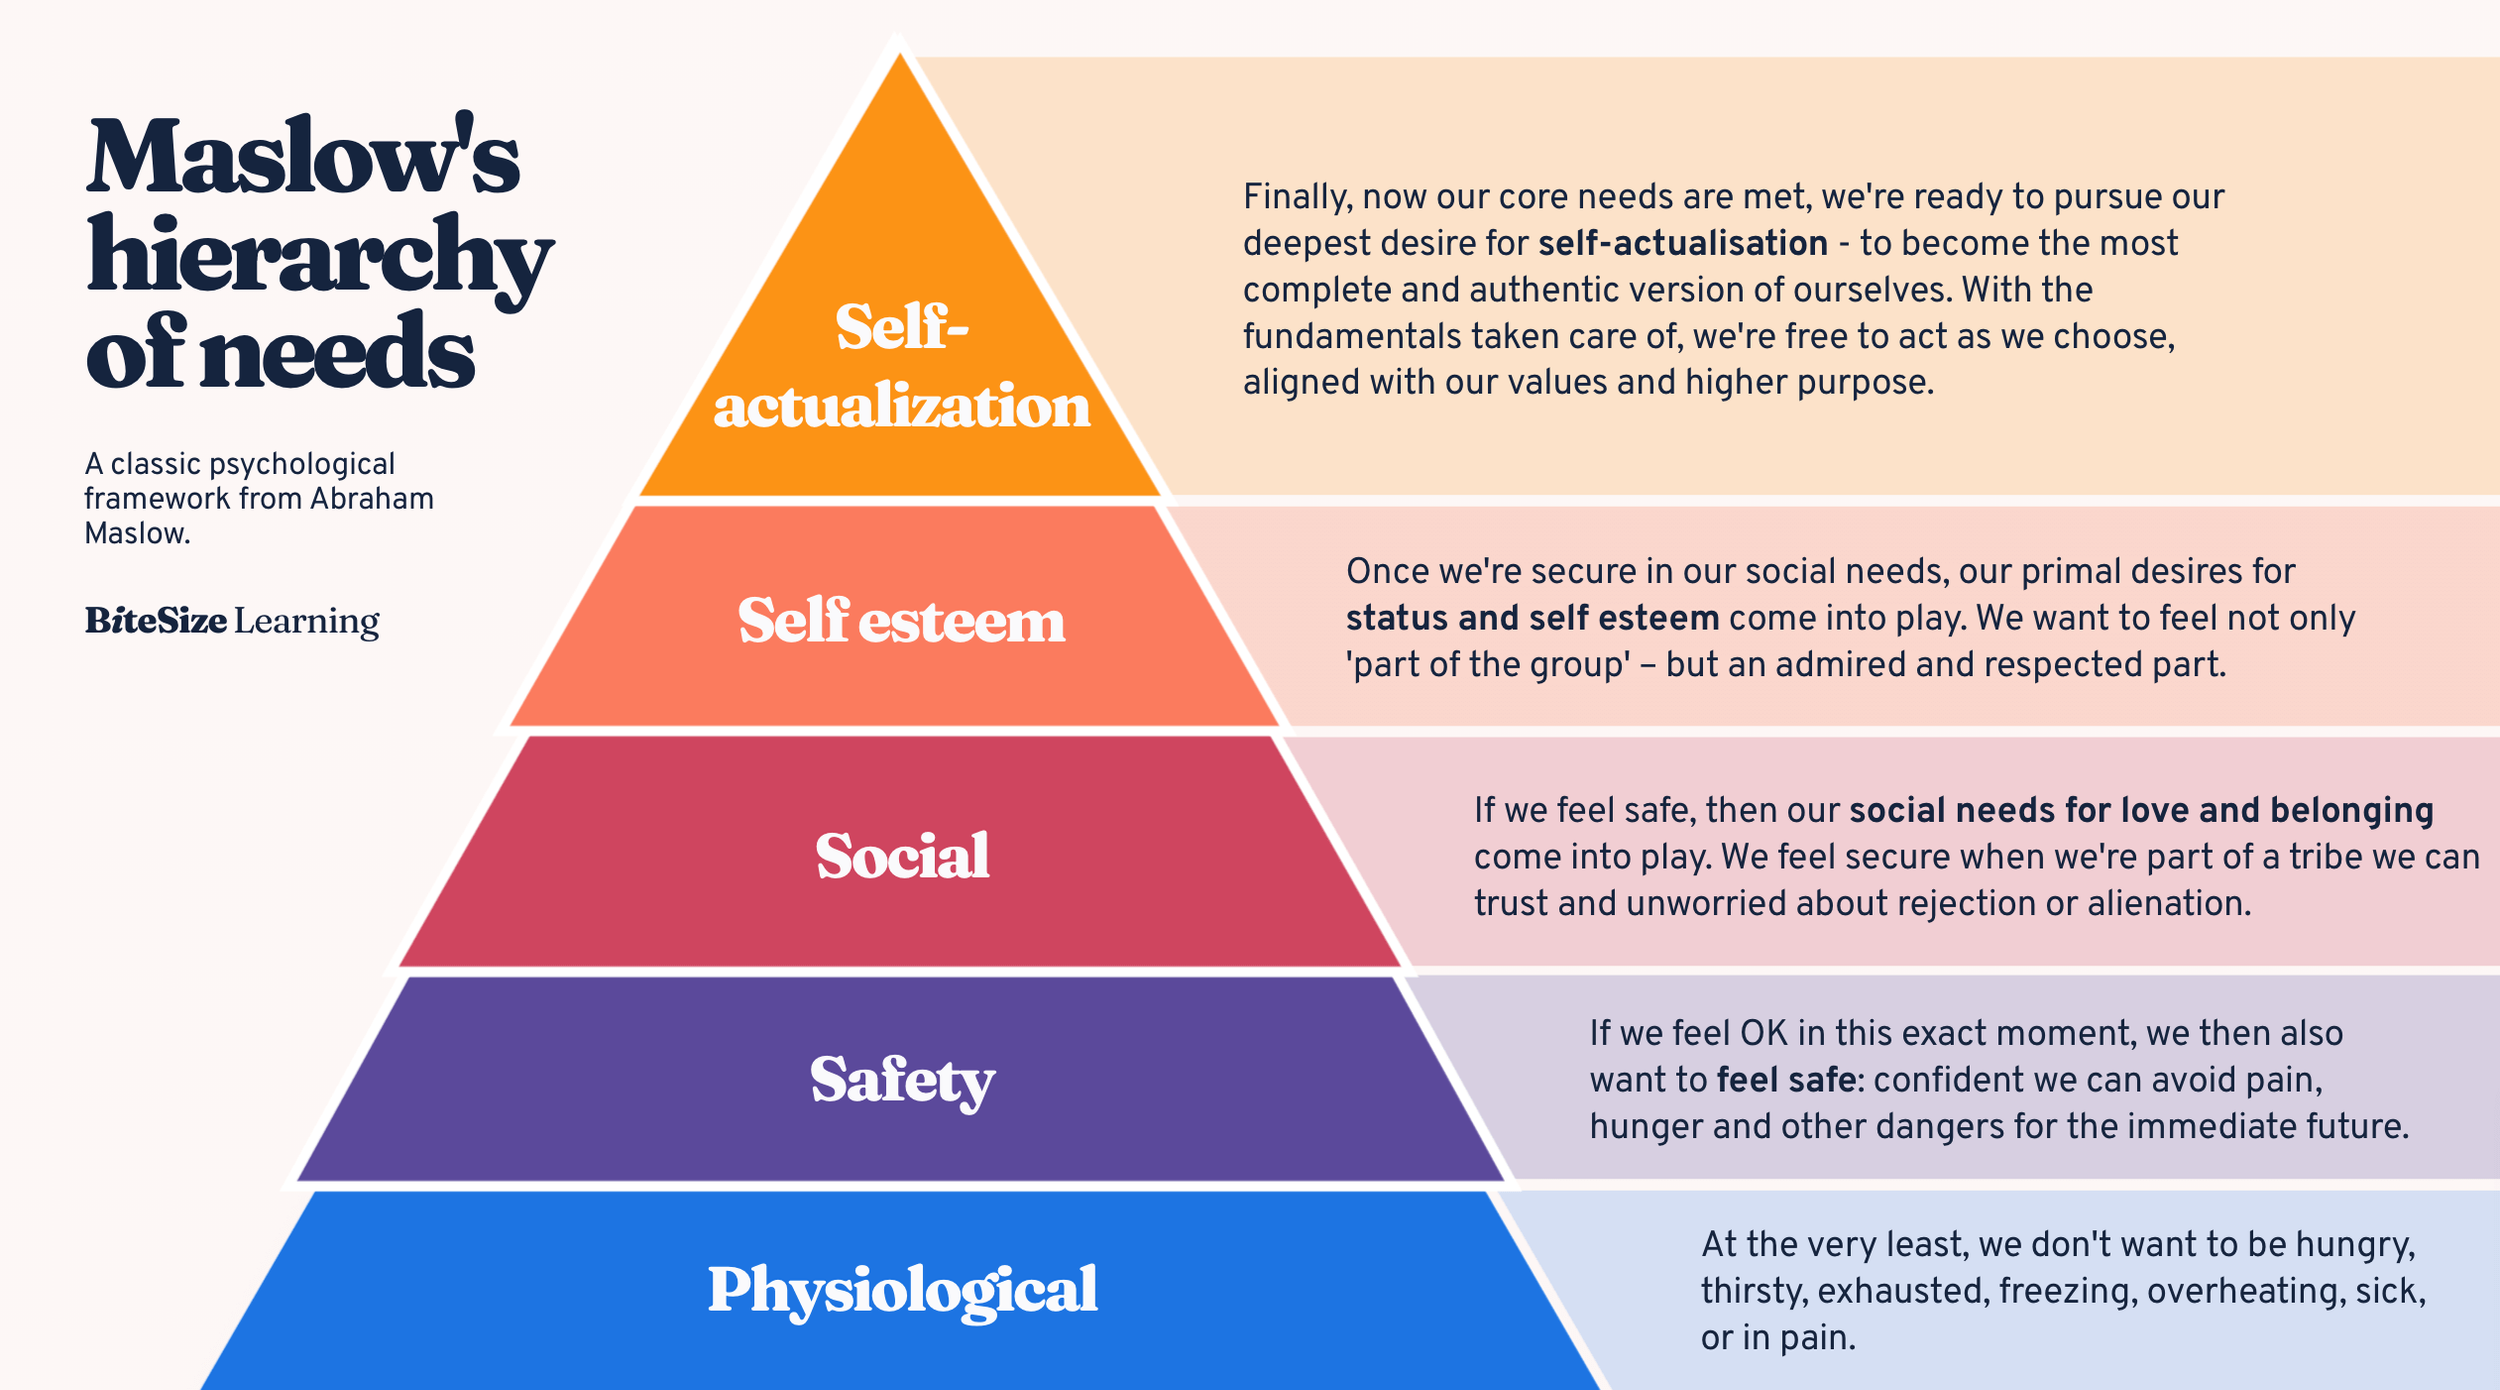 Maslow's
hierarchy
of needs
A classic psychological
framework from Abraham
Maslow.
BiteSize Learning
Self-
actualization
Finally, now our core needs are met, we're ready to pursue our
deepest desire for self-actualisation - to become the most
complete and authentic version of ourselves. With the
fundamentals taken care of, we're free to act as we choose,
aligned with our values and higher purpose.
Self esteem
Once we're secure in our social needs, our primal desires for
status and self esteem come into play. We want to feel not only
'part of the group' – but an admired and respected part.
Social
If we feel safe, then our social needs for love and belonging
come into play. We feel secure when we're part of a tribe we can
trust and unworried about rejection or alienation.
Safety
If we feel OK in this exact moment, we then also
want to feel safe: confident we can avoid pain,
hunger and other dangers for the immediate future.
Physiological
At the very least, we don't want to be hungry,
thirsty, exhausted, freezing, overheating, sick,
or in pain.